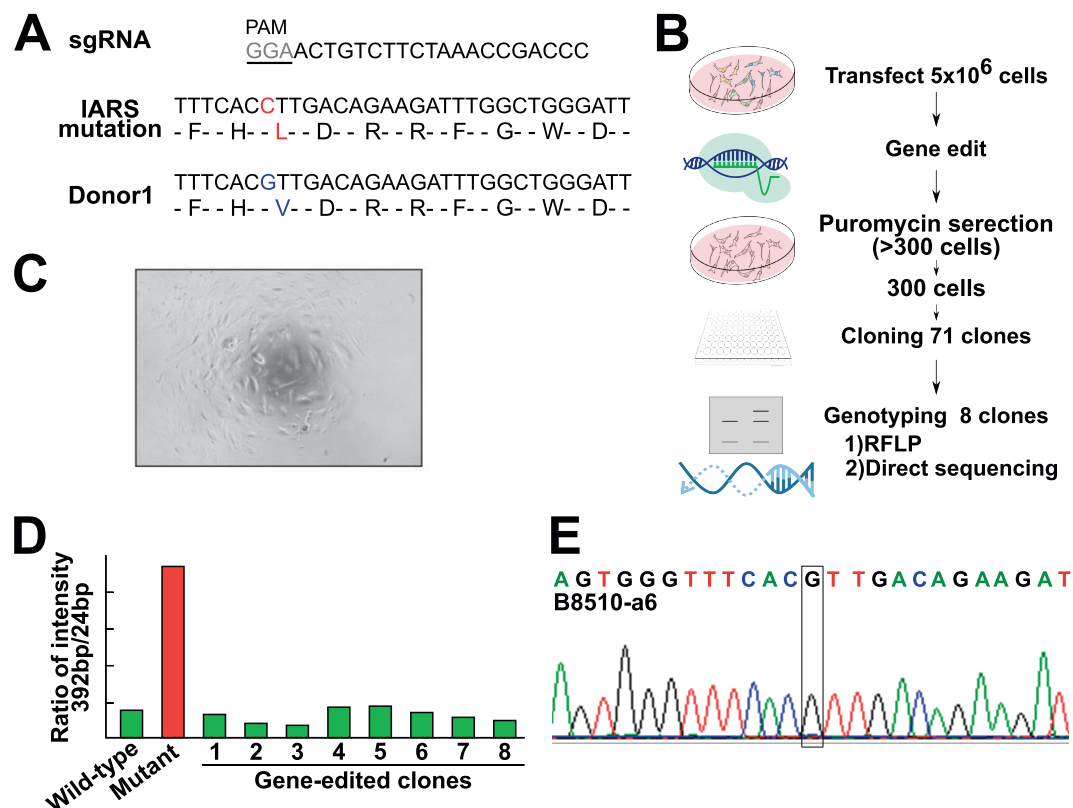 A
sgRNA
PAM
GGAACTGTCTTCTAAACCGACCC
IARS
mutation
TTTCACCTTGACAGAAGATTTGGCTGGGATT
- F- - H- - L- - D- - R- - R- - F- - G- - W- - D- -
Donor1
TTTCACGTTGACAGAAGATTTGGCTGGGATT
- F- - H- - V- - D- - R- - R- - F- - G- - W- - D- -
B
Transfect 5x10⁶ cells
Gene edit
Puromycin serection
(>300 cells)
300 cells
Cloning 71 clones
Genotyping 8 clones
1)RFLP
2)Direct sequencing
C
D
Ratio of intensity
392bp/24bp
Wild-type
Mutant
1 2 3 4 5 6 7 8
Gene-edited clones
E
A G T G G G T T T C A C G T T G A C A G A A G A T
B8510-a6